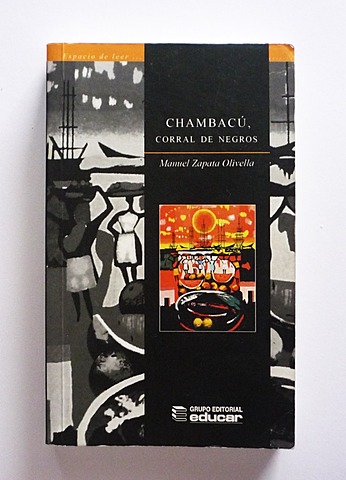 Espacio de leer ...
CHAMBACÚ,
CORRAL DE NEGROS
Manuel Zapata Olivella
GRUPO EDITORIAL
educar